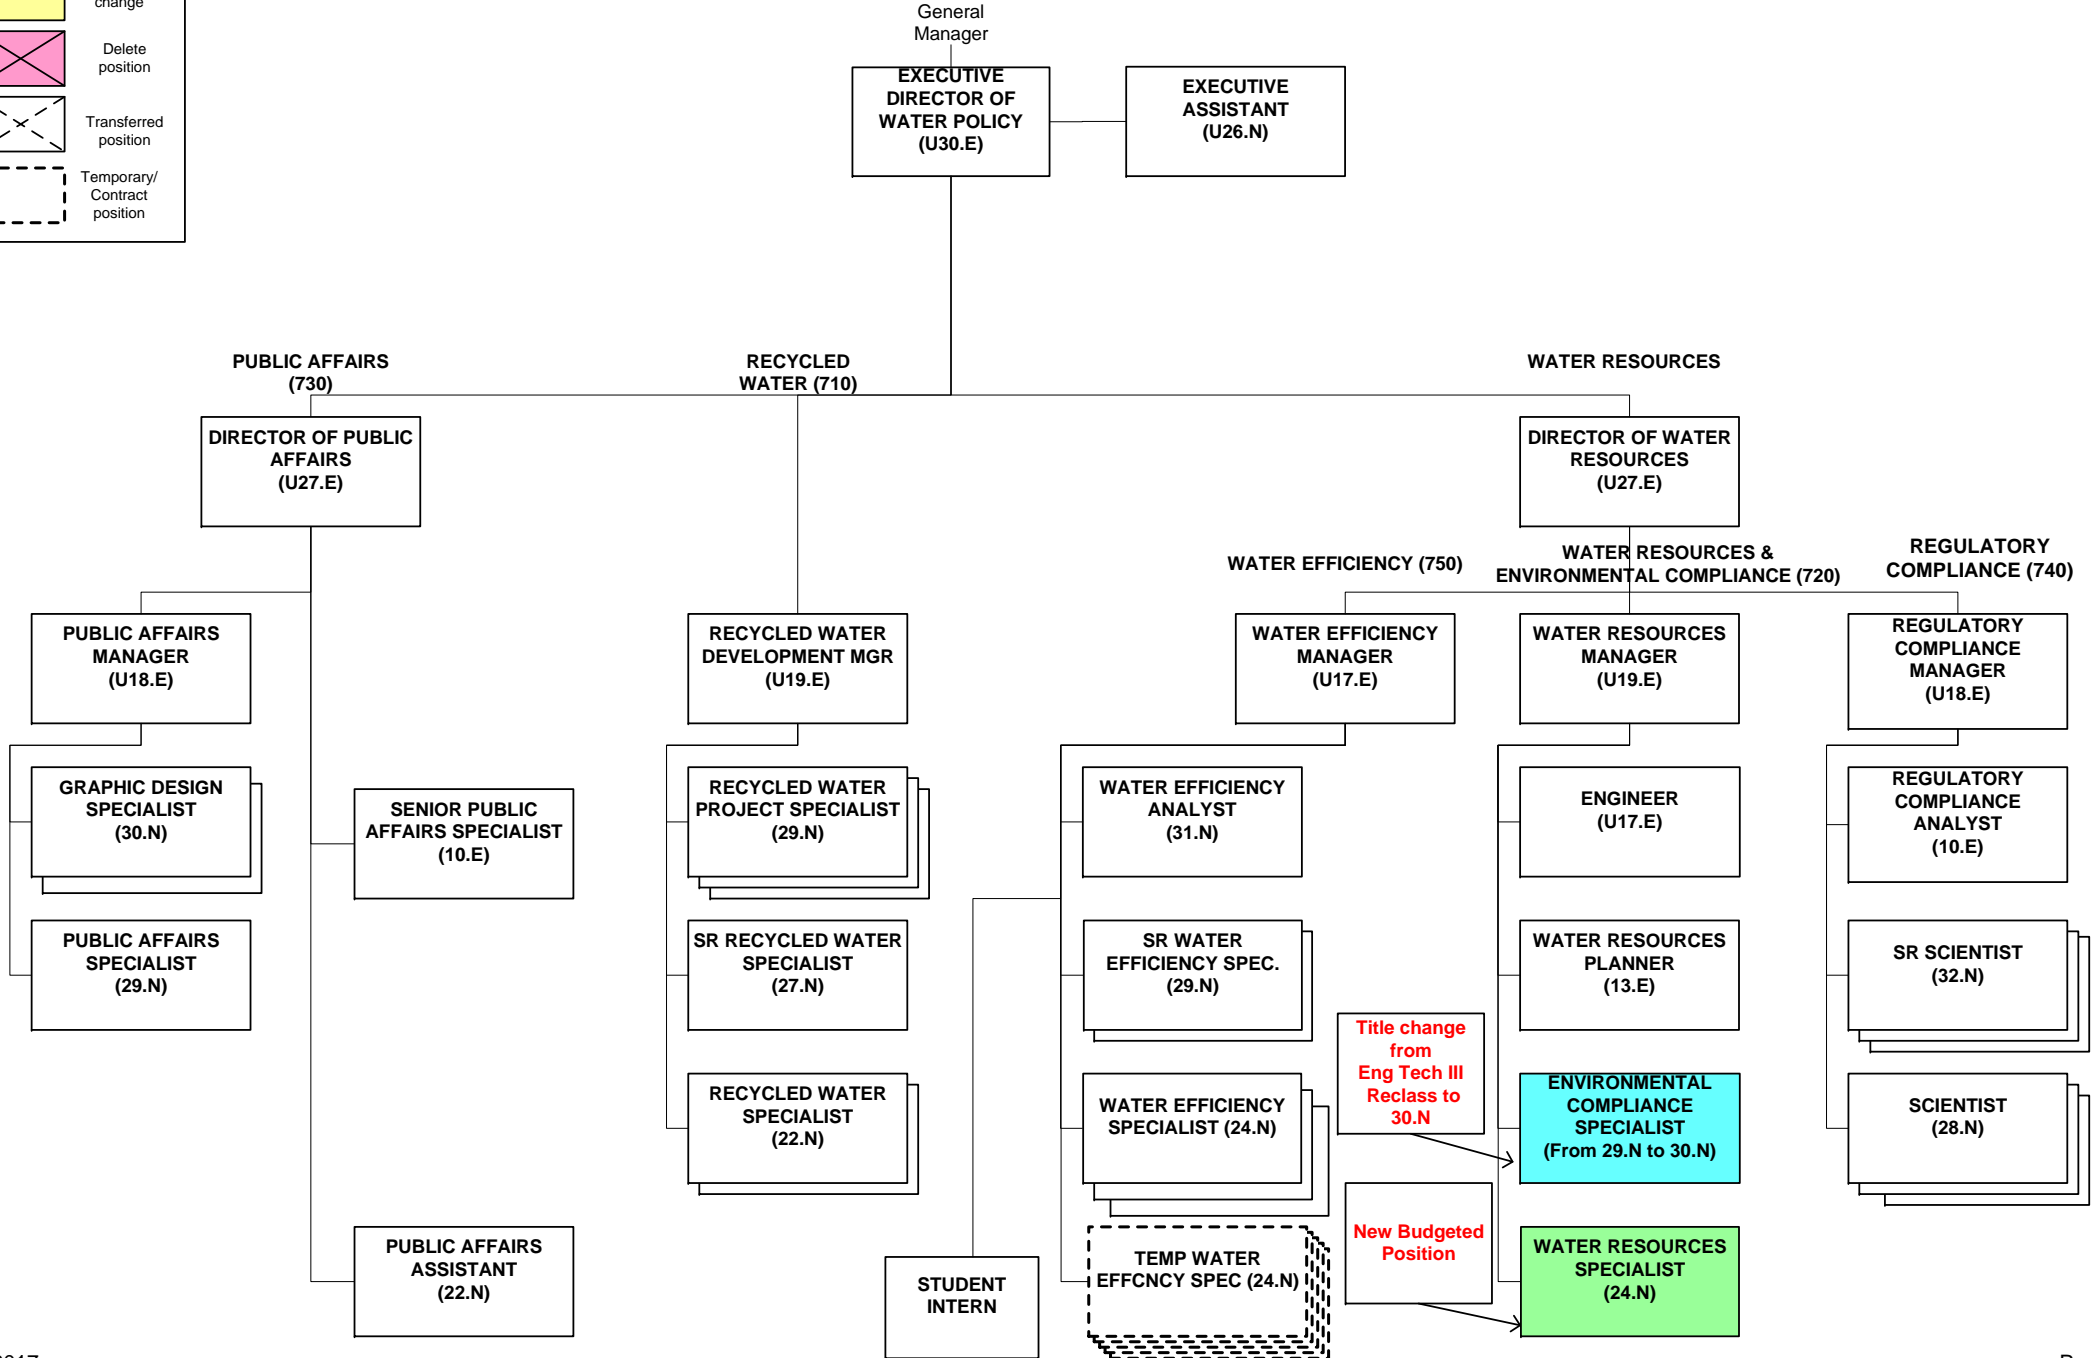 change
Delete
position
Transferred
position
Temporary/
Contract
position
General
Manager
EXECUTIVE
DIRECTOR OF
WATER POLICY
(U30.E)
EXECUTIVE
ASSISTANT
(U26.N)
PUBLIC AFFAIRS
(730)
RECYCLED
WATER (710)
WATER RESOURCES
DIRECTOR OF PUBLIC
AFFAIRS
(U27.E)
DIRECTOR OF WATER
RESOURCES
(U27.E)
WATER EFFICIENCY (750)
WATER RESOURCES &
ENVIRONMENTAL COMPLIANCE (720)
REGULATORY
COMPLIANCE (740)
PUBLIC AFFAIRS
MANAGER
(U18.E)
RECYCLED WATER
DEVELOPMENT MGR
(U19.E)
WATER EFFICIENCY
MANAGER
(U17.E)
WATER RESOURCES
MANAGER
(U19.E)
REGULATORY
COMPLIANCE
MANAGER
(U18.E)
GRAPHIC DESIGN
SPECIALIST
(30.N)
SENIOR PUBLIC
AFFAIRS SPECIALIST
(10.E)
RECYCLED WATER
PROJECT SPECIALIST
(29.N)
WATER EFFICIENCY
ANALYST
(31.N)
ENGINEER
(U17.E)
REGULATORY
COMPLIANCE
ANALYST
(10.E)
PUBLIC AFFAIRS
SPECIALIST
(29.N)
SR RECYCLED WATER
SPECIALIST
(27.N)
SR WATER
EFFICIENCY SPEC.
(29.N)
WATER RESOURCES
PLANNER
(13.E)
SR SCIENTIST
(32.N)
Title change
from
Eng Tech III
Reclass to
30.N
RECYCLED WATER
SPECIALIST
(22.N)
WATER EFFICIENCY
SPECIALIST (24.N)
ENVIRONMENTAL
COMPLIANCE
SPECIALIST
(From 29.N to 30.N)
SCIENTIST
(28.N)
New Budgeted
Position
PUBLIC AFFAIRS
ASSISTANT
(22.N)
STUDENT
INTERN
TEMP WATER
EFFCNCY SPEC (24.N)
WATER RESOURCES
SPECIALIST
(24.N)